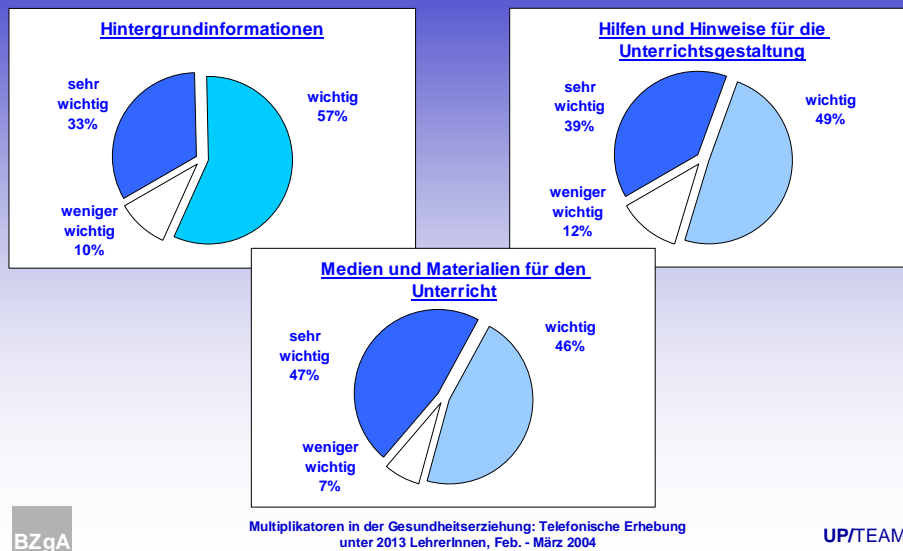 Hintergrundinformationen
sehr
wichtig
33%
wichtig
57%
weniger
wichtig
10%
Hilfen und Hinweise für die
Unterrichtsgestaltung
sehr
wichtig
39%
wichtig
49%
weniger
wichtig
12%
Medien und Materialien für den
Unterricht
sehr
wichtig
47%
wichtig
46%
weniger
wichtig
7%
BZgA
Multiplikatoren in der Gesundheitserziehung: Telefonische Erhebung
unter 2013 LehrerInnen, Feb. - März 2004
UP/TEAM